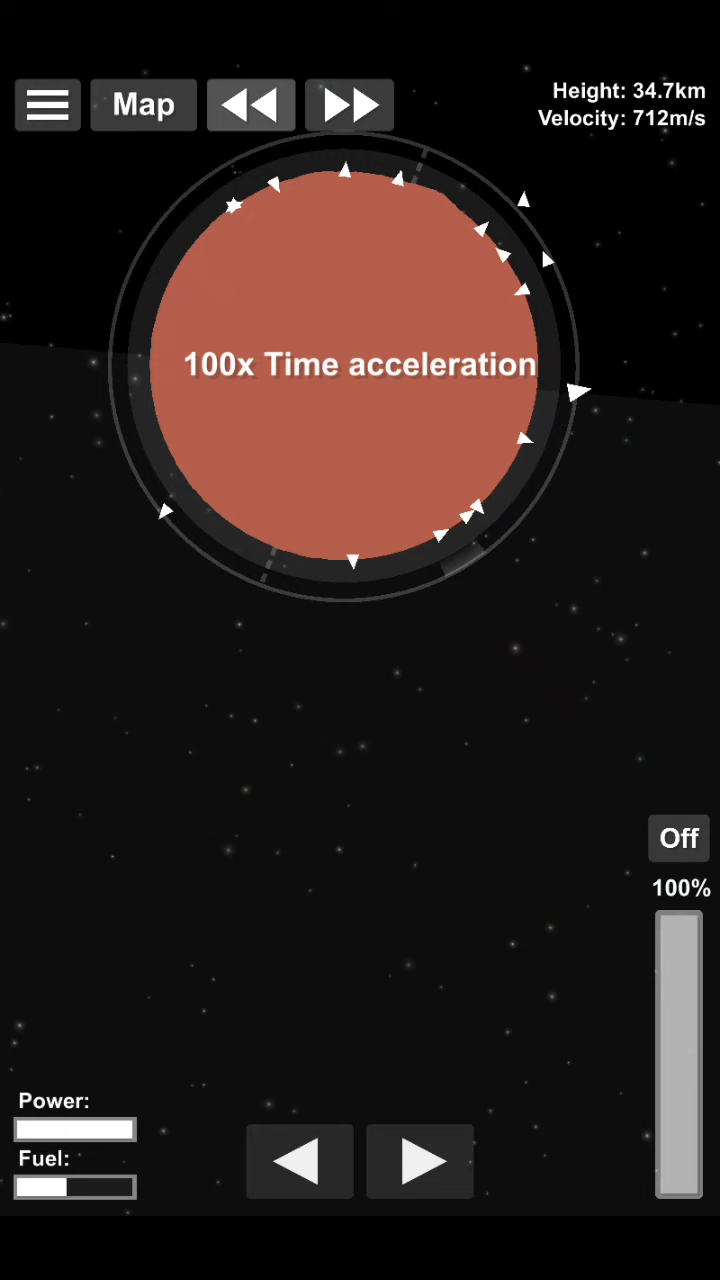 Map
Height: 34.7km
Velocity: 712m/s
100x Time acceleration
Off
100%
Power:
Fuel: